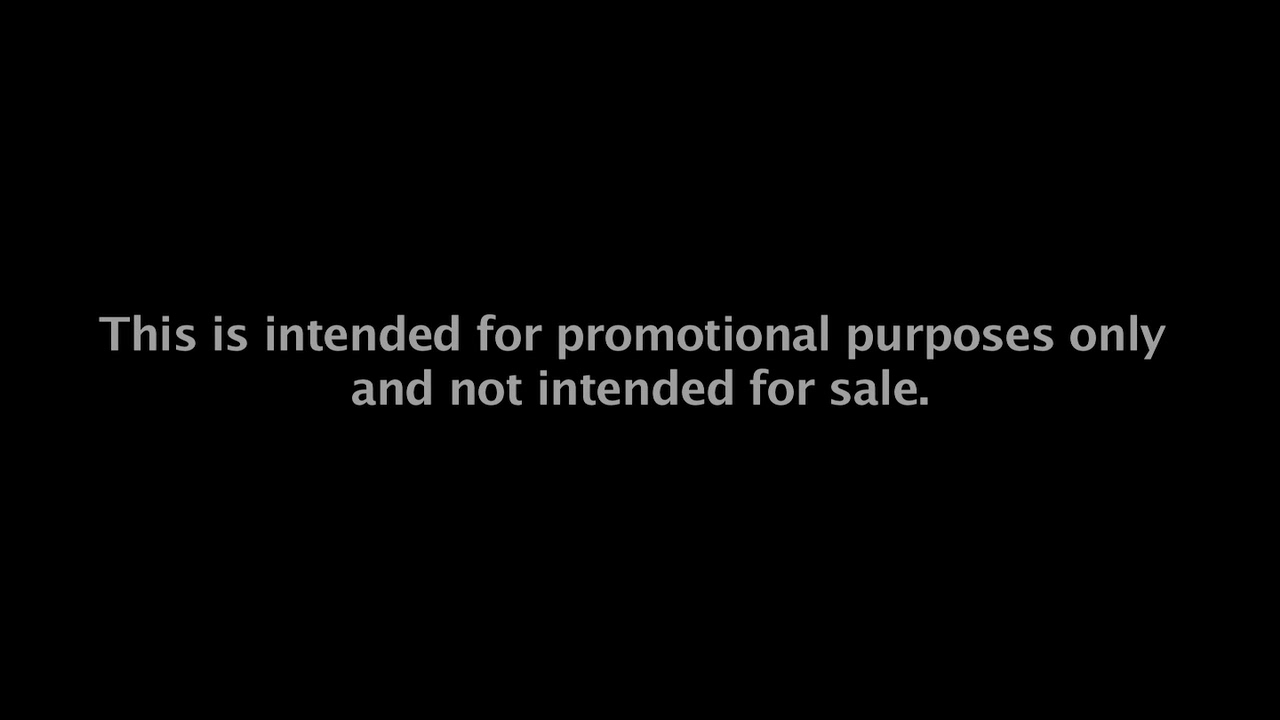 This is intended for promotional purposes only
and not intended for sale.